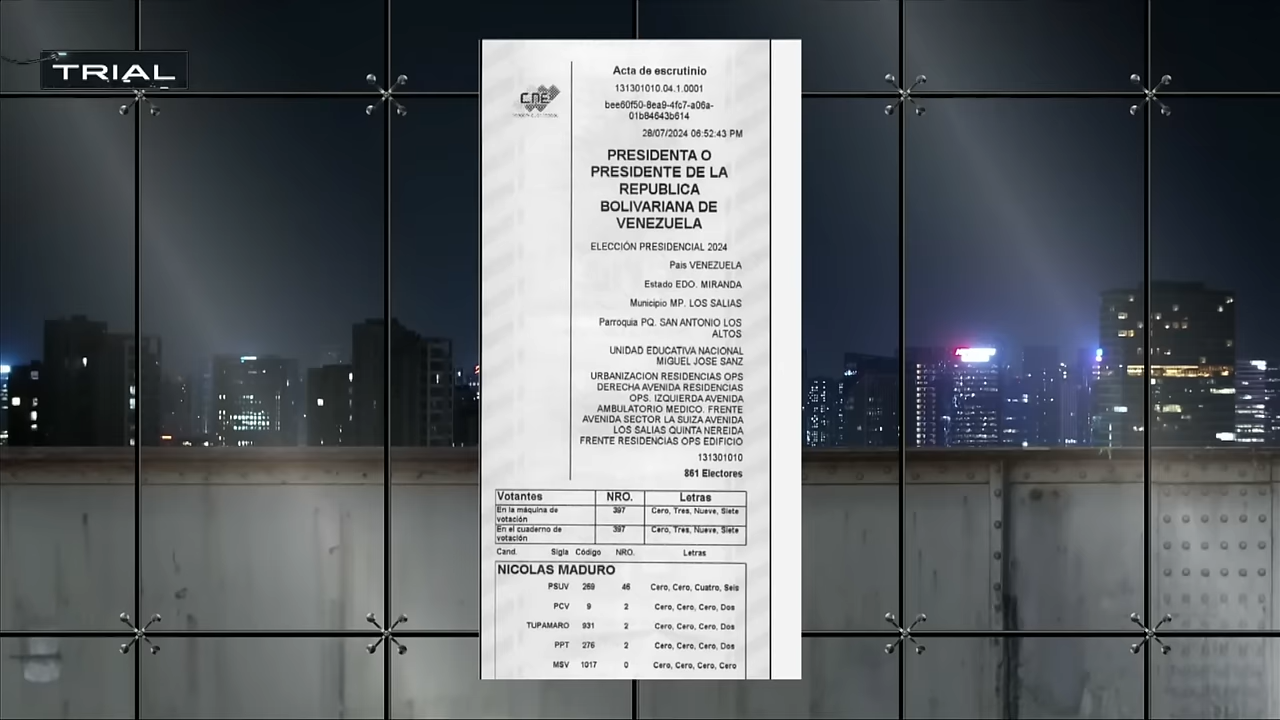 TRIAL
CNE
Acta de escrutinio
131301010.04.1.0001
bee60f50-8ea9-4fc7-a06a-
01b84643b614
28/07/2024 06:52:43 PM
PRESIDENTA O
PRESIDENTE DE LA
REPUBLICA
BOLIVARIANA DE
VENEZUELA
ELECCIÓN PRESIDENCIAL 2024
Pais VENEZUELA
Estado EDO. MIRANDA
Municipio MP. LOS SALIAS
Parroquia PQ. SAN ANTONIO LOS
ALTOS
UNIDAD EDUCATIVA NACIONAL
MIGUEL JOSE SANZ
URBANIZACION RESIDENCIAS OPS
DERECHA AVENIDA RESIDENCIAS
OPS. IZQUIERDA AVENIDA
AMBULATORIO MEDICO. FRENTE
AVENIDA SECTOR LA SUIZA AVENIDA
LOS SALIAS QUINTA NEREIDA
FRENTE RESIDENCIAS OPS EDIFICIO
131301010
861 Electores
Votantes NRO. Letras
En la máquina de
votación 397 Cero, Tres, Nueve, Siete
En el cuaderno de
votación 397 Cero, Tres, Nueve, Siete
Cand. Sigla Código NRO. Letras
NICOLAS MADURO
PSUV 269 46 Cero, Cero, Cuatro, Seis
PCV 9 2 Cero, Cero, Cero, Dos
TUPAMARO 931 2 Cero, Cero, Cero, Dos
PPT 276 2 Cero, Cero, Cero, Dos
MSV 1017 0 Cero, Cero, Cero, Cero